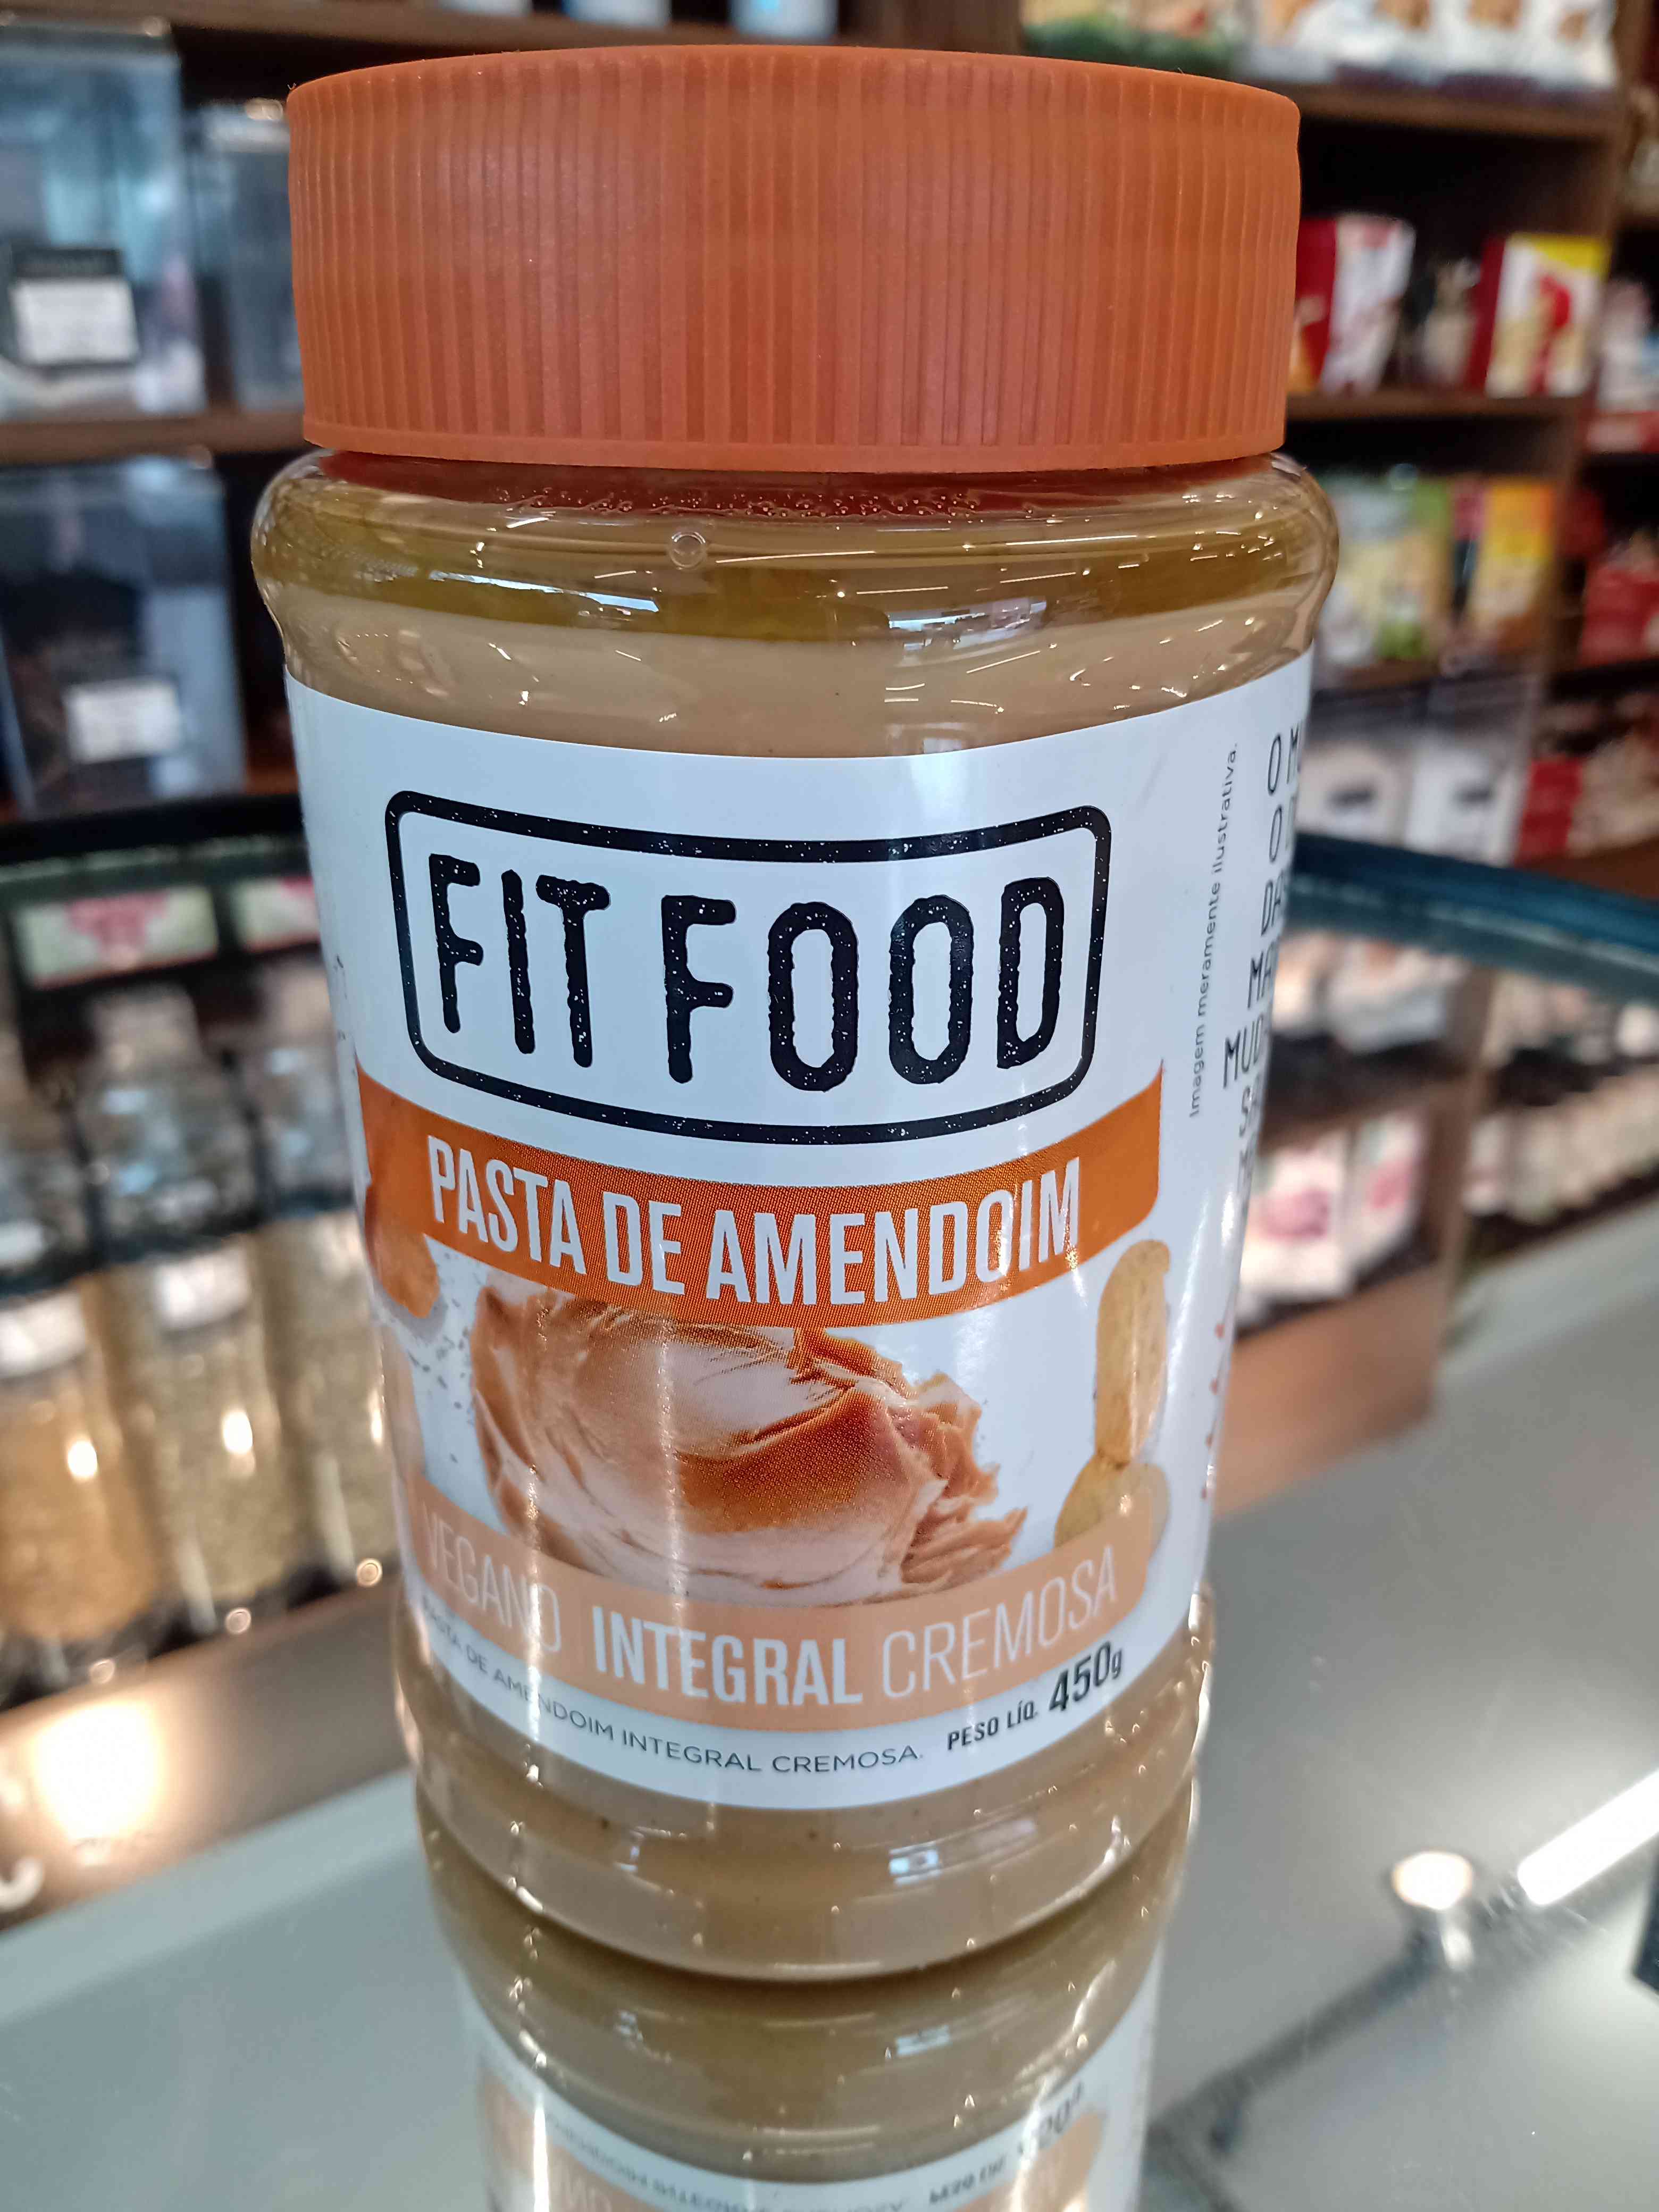 FIT FOOD
PASTA DE AMENDOIM
VEGANO INTEGRAL CREMOSA
PASTA DE AMENDOIM INTEGRAL CREMOSA.
PESO LÍQ. 450g
Imagem meramente ilustrativa.